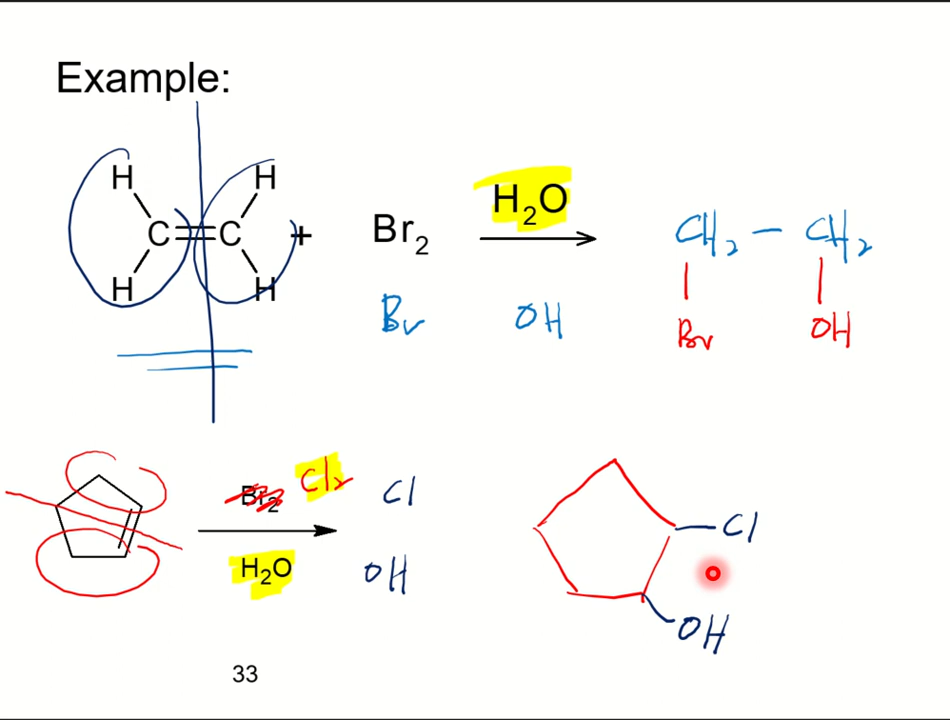 Example:
H H
C=C + Br₂ H₂O CH₂ — CH₂
H H
Br OH Br OH
Br₂ Cl₂ Cl
H₂O OH
Cl
OH
33